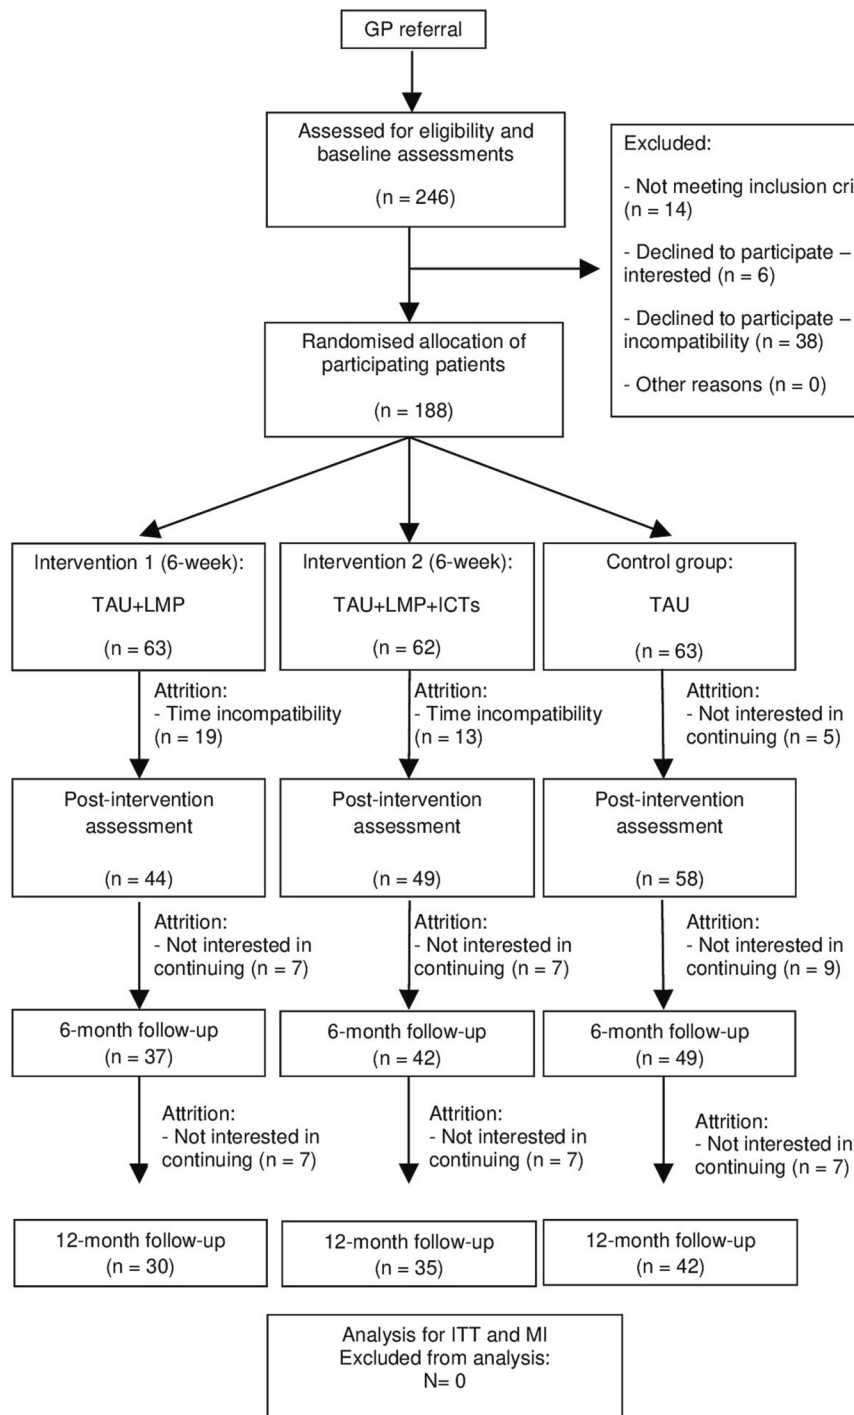 GP referral
Assessed for eligibility and
baseline assessments
(n = 246)
Excluded:
- Not meeting inclusion cri
(n = 14)
- Declined to participate –
interested (n = 6)
- Declined to participate –
incompatibility (n = 38)
- Other reasons (n = 0)
Randomised allocation of
participating patients
(n = 188)
Intervention 1 (6-week):
TAU+LMP
(n = 63)
Intervention 2 (6-week):
TAU+LMP+ICTs
(n = 62)
Control group:
TAU
(n = 63)
Attrition:
- Time incompatibility
(n = 19)
Attrition:
- Time incompatibility
(n = 13)
Attrition:
- Not interested in
continuing (n = 5)
Post-intervention
assessment
(n = 44)
Post-intervention
assessment
(n = 49)
Post-intervention
assessment
(n = 58)
Attrition:
- Not interested in
continuing (n = 7)
Attrition:
- Not interested in
continuing (n = 7)
Attrition:
- Not interested in
continuing (n = 9)
6-month follow-up
(n = 37)
6-month follow-up
(n = 42)
6-month follow-up
(n = 49)
Attrition:
- Not interested in
continuing (n = 7)
Attrition:
- Not interested in
continuing (n = 7)
Attrition:
- Not interested in
continuing (n = 7)
12-month follow-up
(n = 30)
12-month follow-up
(n = 35)
12-month follow-up
(n = 42)
Analysis for ITT and MI
Excluded from analysis:
N= 0